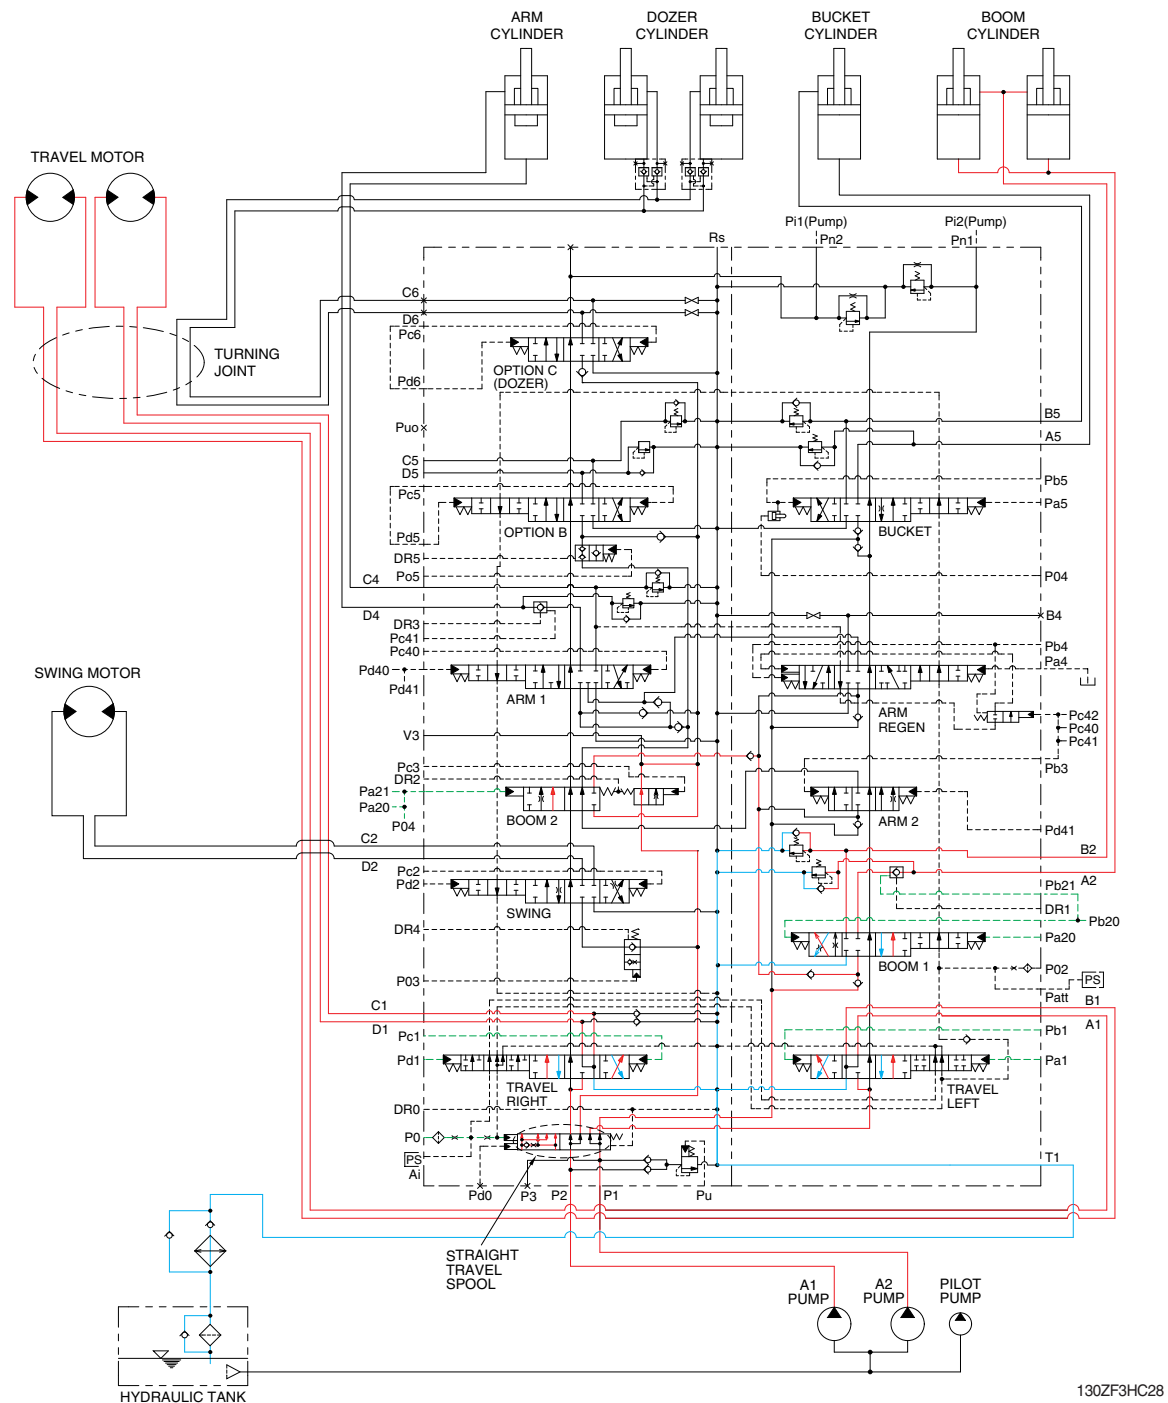 ARM
CYLINDER
DOZER
CYLINDER
BUCKET
CYLINDER
BOOM
CYLINDER
TRAVEL MOTOR
TURNING
JOINT
Pi1(Pump)
Pi2(Pump)
Rs
Pn2
Pn1
C6
D6
Pc6
Pd6
OPTION C
(DOZER)
Puo
B5
A5
C5
D5
Pc5
Pb5
Pa5
OPTION B
BUCKET
Pd5
DR5
Po5
P04
C4
D4
B4
DR3
Pc41
Pc40
Pb4
Pa4
Pd40
Pd41
ARM 1
ARM
REGEN
SWING MOTOR
Pc42
Pc40
Pc41
V3
Pc3
DR2
Pb3
Pa21
Pa20
P04
BOOM 2
ARM 2
Pd41
C2
B2
D2
A2
Pc2
Pd2
Pb21
SWING
DR1
Pb20
DR4
Pa20
BOOM 1
P03
P02
PS
Patt
C1
B1
D1
A1
Pc1
Pb1
Pd1
Pa1
TRAVEL
RIGHT
TRAVEL
LEFT
DR0
P0
PS
Ai
T1
Pd0
P3
P2
P1
Pu
STRAIGHT
TRAVEL
SPOOL
A1
PUMP
A2
PUMP
PILOT
PUMP
HYDRAULIC TANK
130ZF3HC28